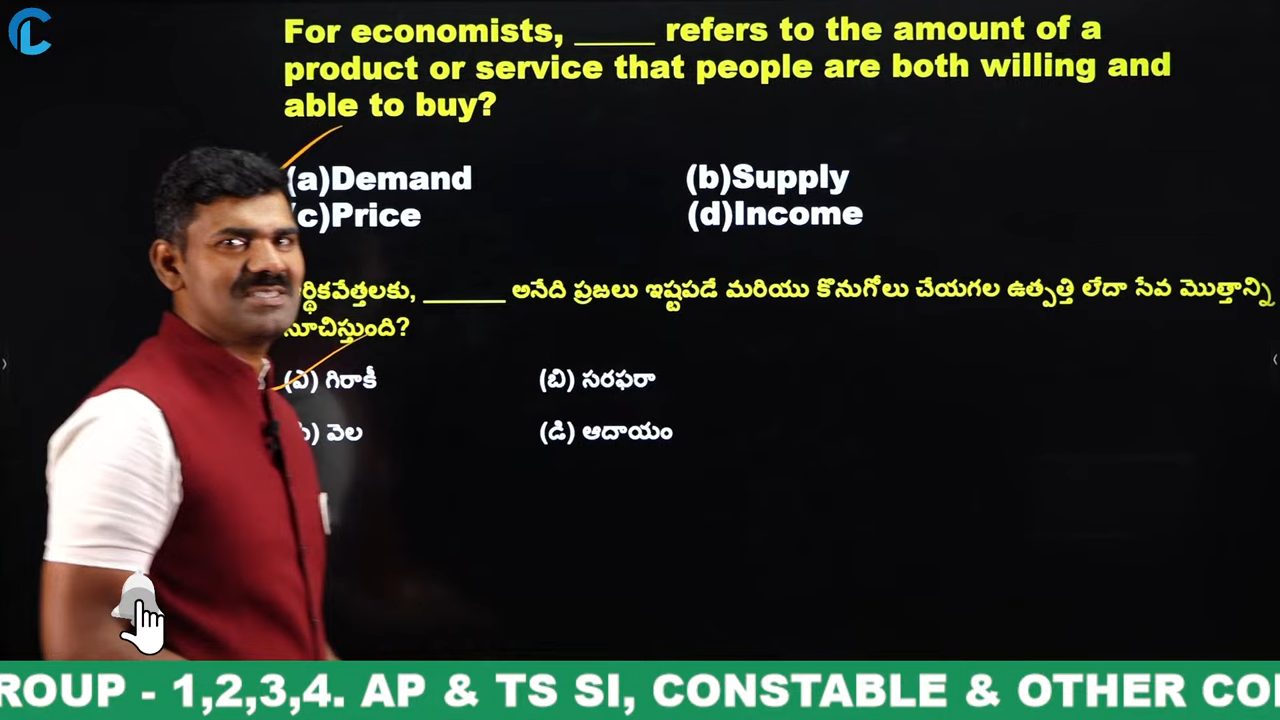 For economists, _____ refers to the amount of a
product or service that people are both willing and
able to buy?
(a)Demand (b)Supply
(c)Price (d)Income
ర్థికవేత్తలకు, _______ అనేది ప్రజలు ఇష్టపడే మరియు కొనుగోలు చేయగల ఉత్పత్తి లేదా సేవ మొత్తాన్ని
సూచిస్తుంది?
(ఎ) గిరాకీ (బి) సరఫరా
) వెల (డి) ఆదాయం
ROUP - 1,2,3,4. AP & TS SI, CONSTABLE & OTHER CO